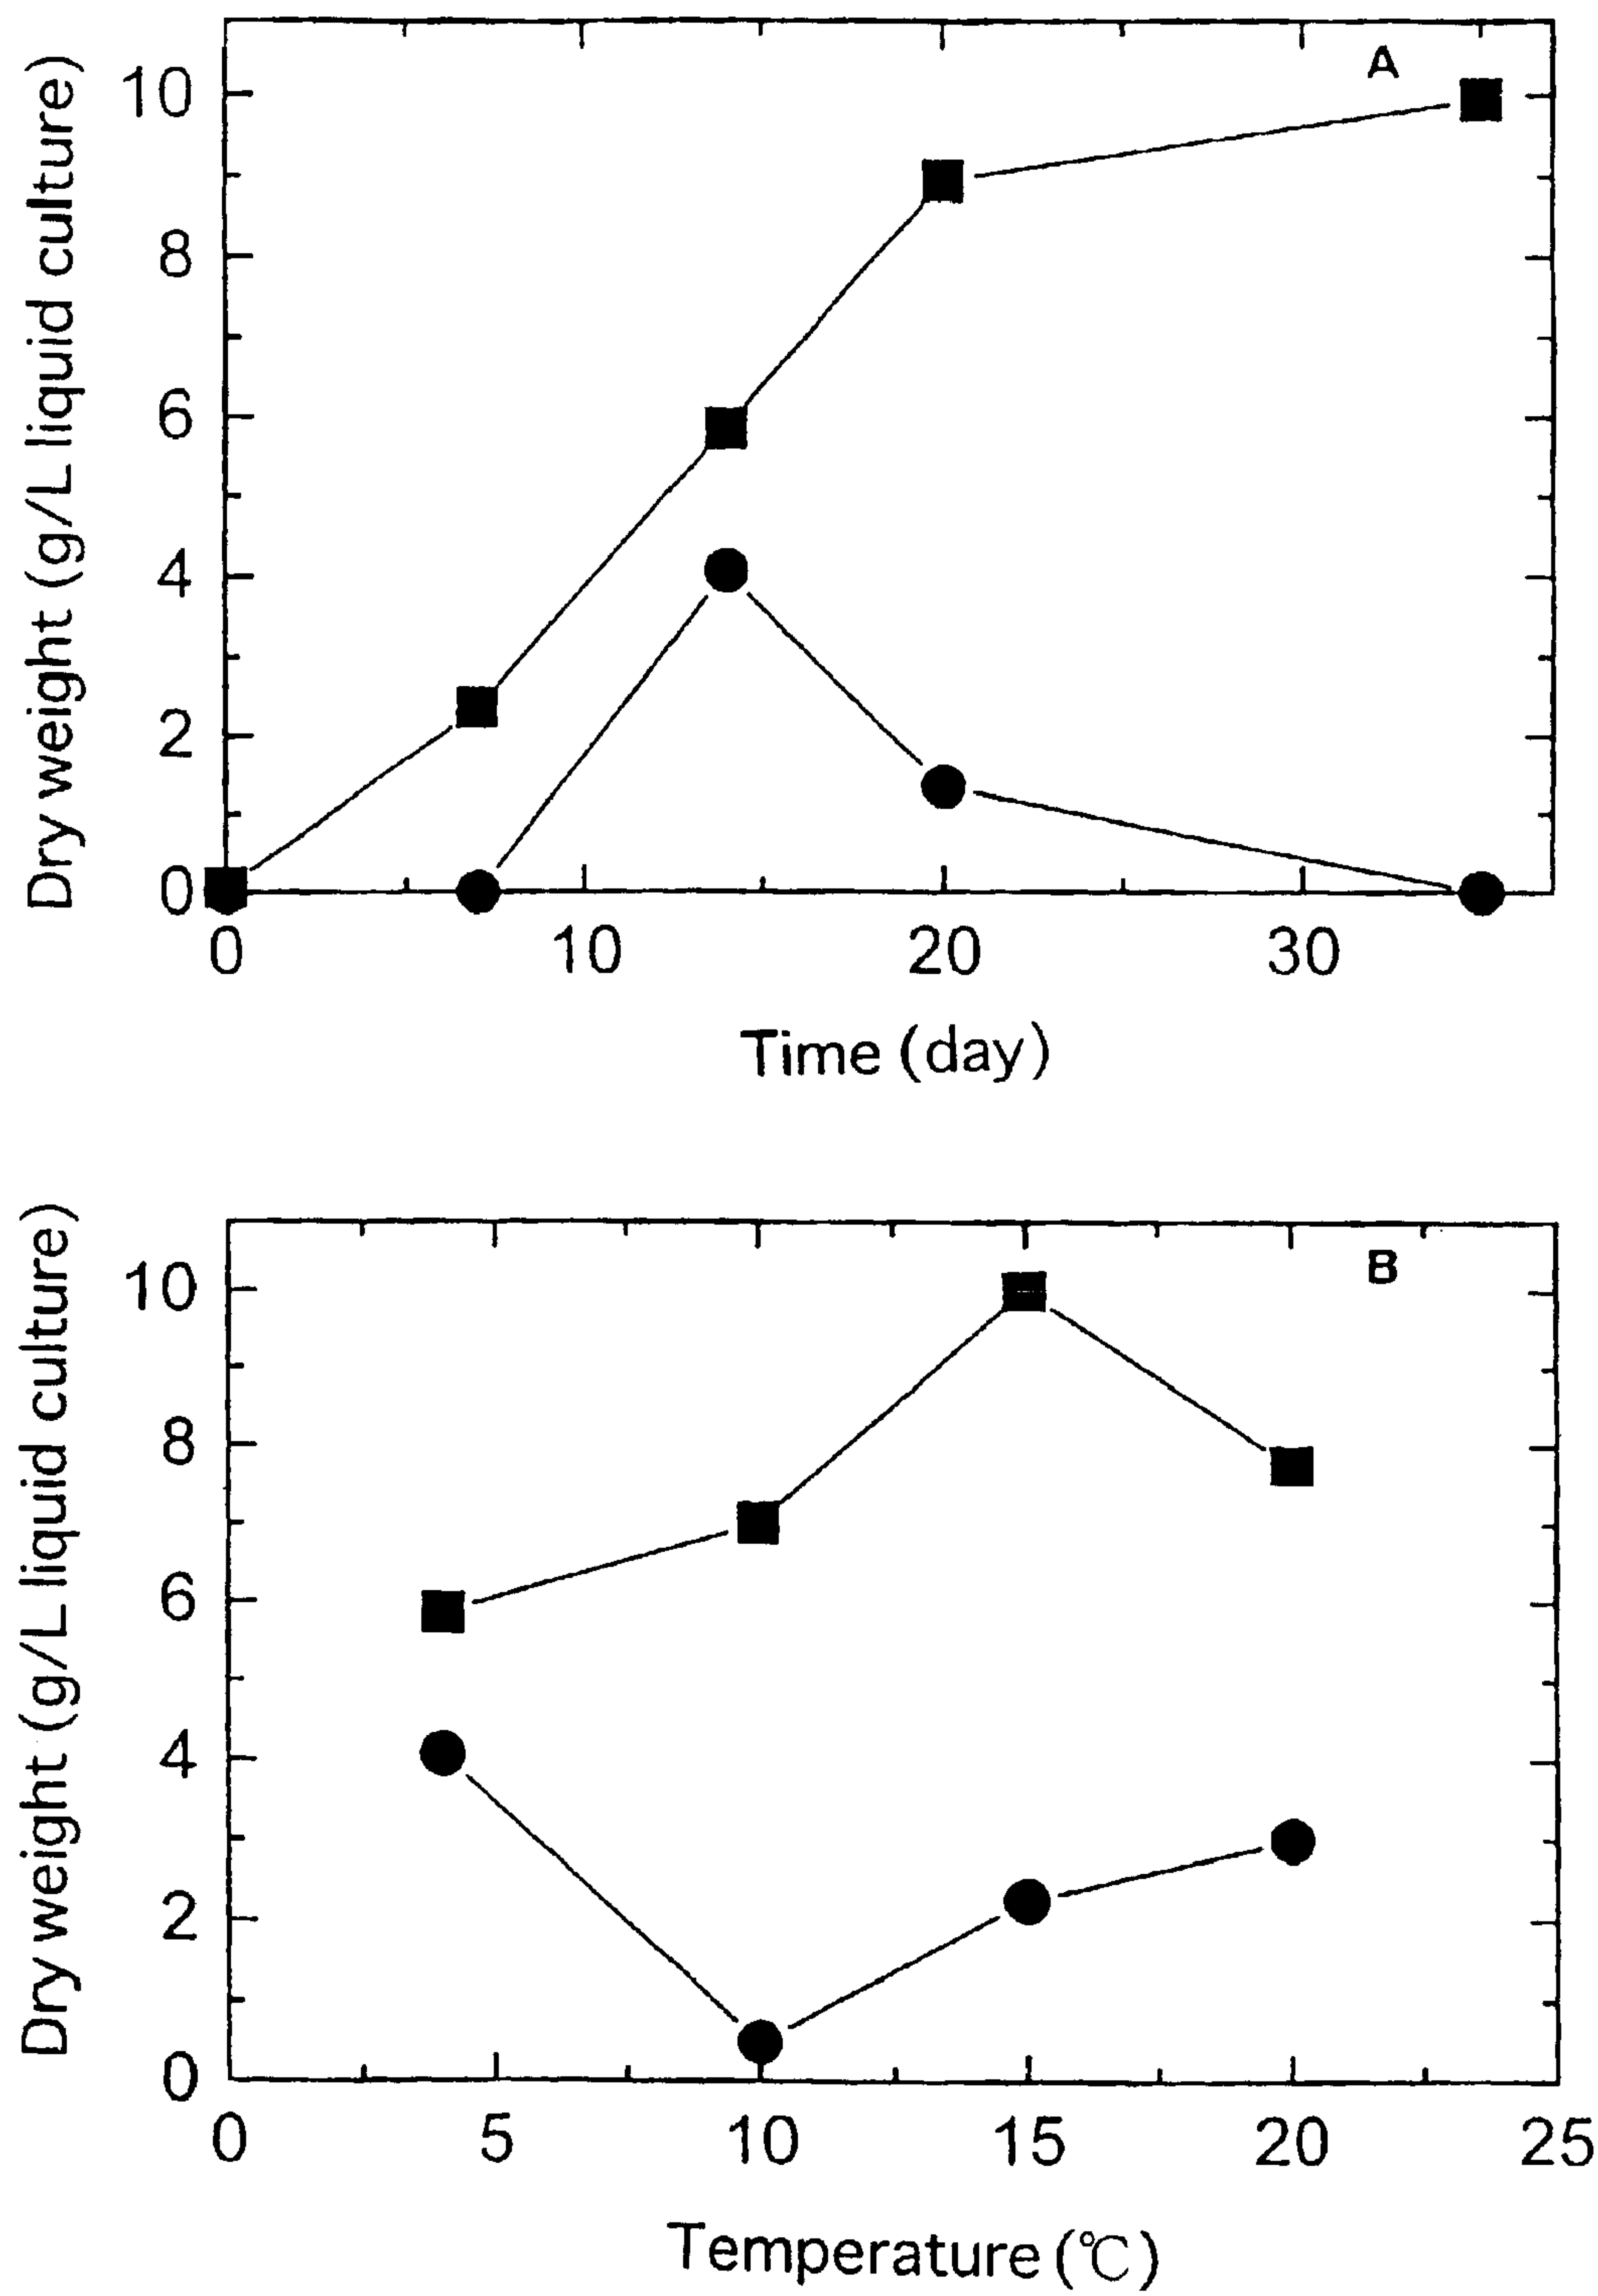 A
Dry weight (g/L liquid culture)
10
8
6
4
2
0
0 10 20 30
Time (day)
B
Dry weight (g/L liquid culture)
10
8
6
4
2
0
0 5 10 15 20 25
Temperature (℃)